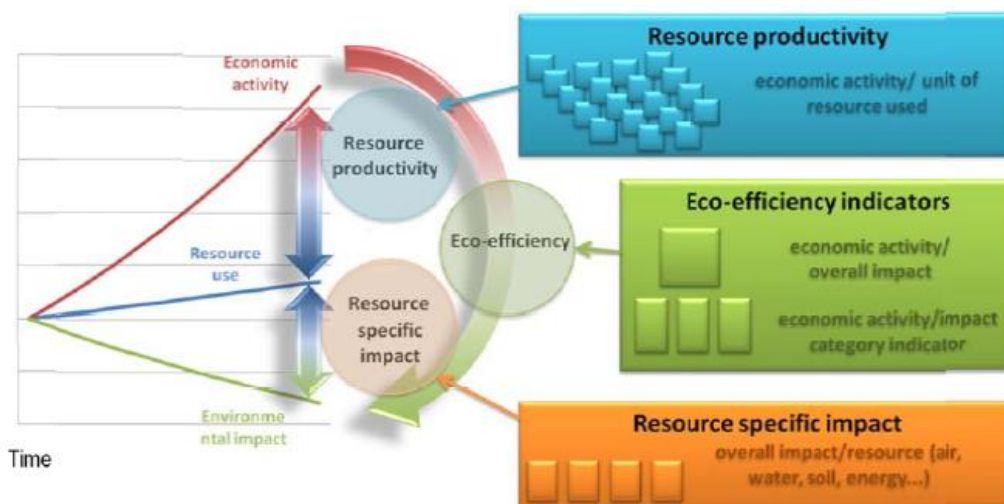 Economic
activity
Resource
productivity
Resource
use
Eco-efficiency
Resource
specific
impact
Environme
ntal impact
Time
Resource productivity
economic activity/ unit of
resource used
Eco-efficiency indicators
economic activity/
overall impact
economic activity/impact
category indicator
Resource specific impact
overall impact/resource (air,
water, soil, energy...)